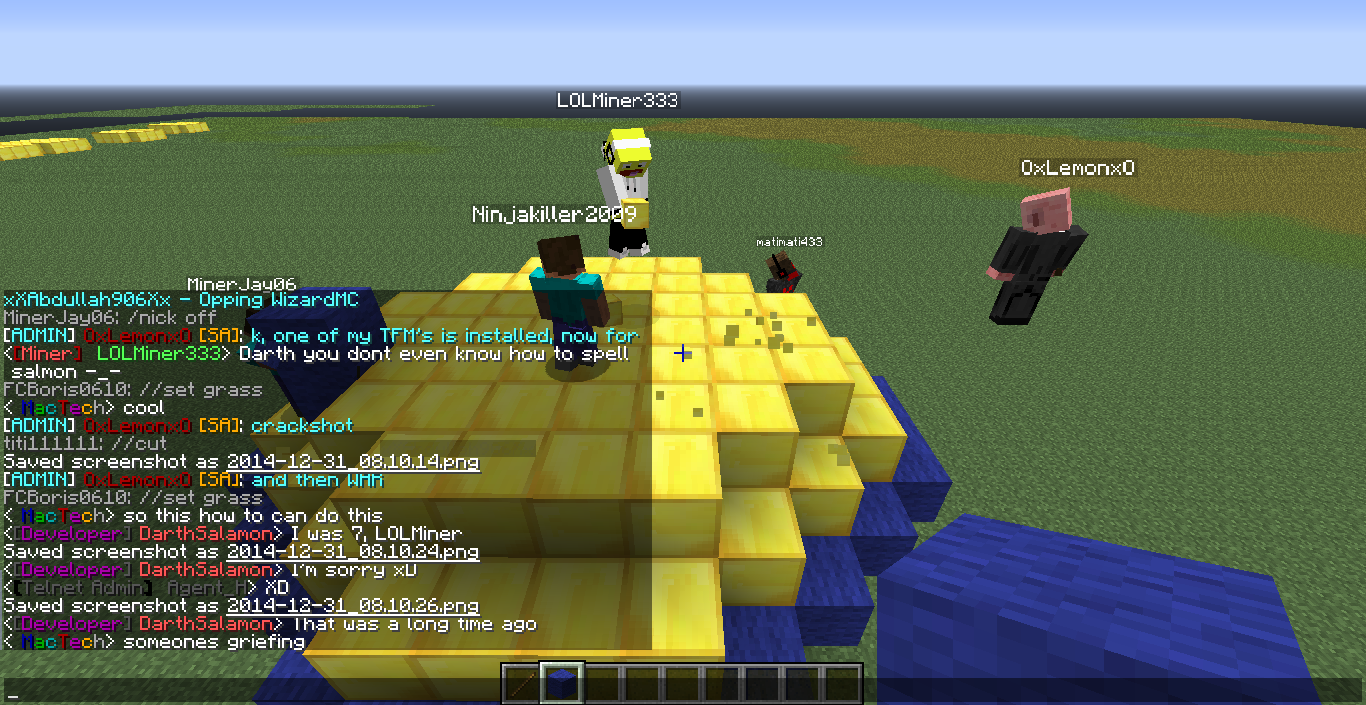 LOLMiner333
OxLemonxO
Ninjakiller2009
matimati433
MinerJay06
xXAbdullah906Xx - Opping WizardMC
MinerJay06: /nick off
[ADMIN] OxLemonxO [SA]: k, one of my TFM's is installed, now for
<[Miner] LOLMiner333> Darth you dont even know how to spell
salmon -_-
FCBoris0610: //set grass
< MacTech> cool
[ADMIN] OxLemonxO [SA]: crackshot
titi111111: //cut
Saved screenshot as 2014-12-31_08.10.14.png
[ADMIN] OxLemonxO [SA]: and then WAR
FCBoris0610: //set grass
< MacTech> so this how to can do this
<[Developer] DarthSalamon> I was 7, LOLMiner
Saved screenshot as 2014-12-31_08.10.24.png
<[Developer] DarthSalamon> I'm sorry xD
<[Telnet Admin] Agent_H> XD
Saved screenshot as 2014-12-31_08.10.26.png
<[Developer] DarthSalamon> That was a long time ago
< MacTech> someones griefing
_